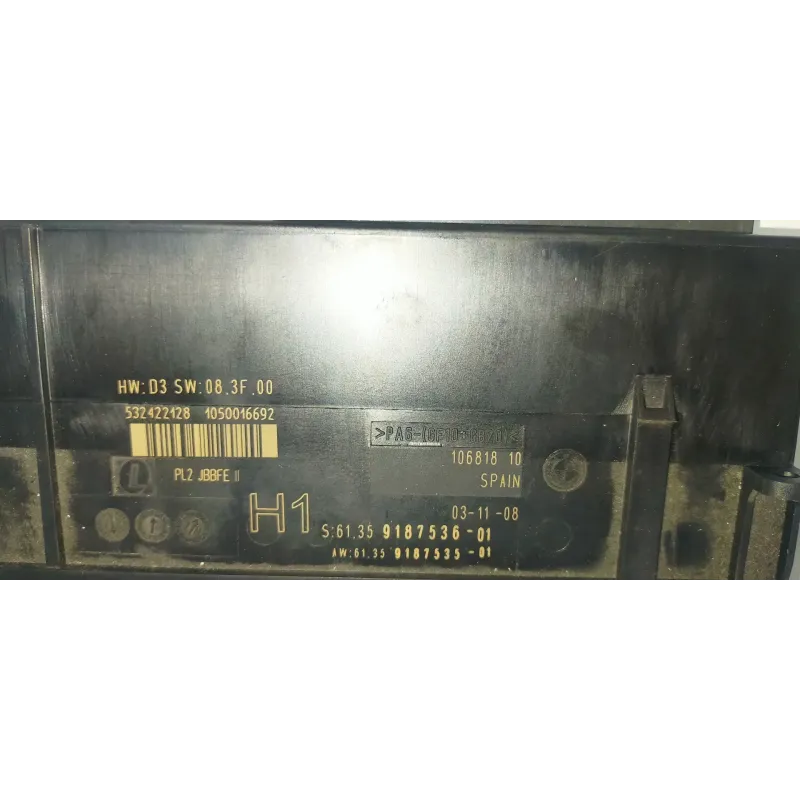 HW:D3 SW:08.3F.00
532422128 1050016692
PL2 JBBFE II
106818 10
SPAIN
03-11-08
H1
S:61.35 9187536-01
AW:61.35 9187535-01